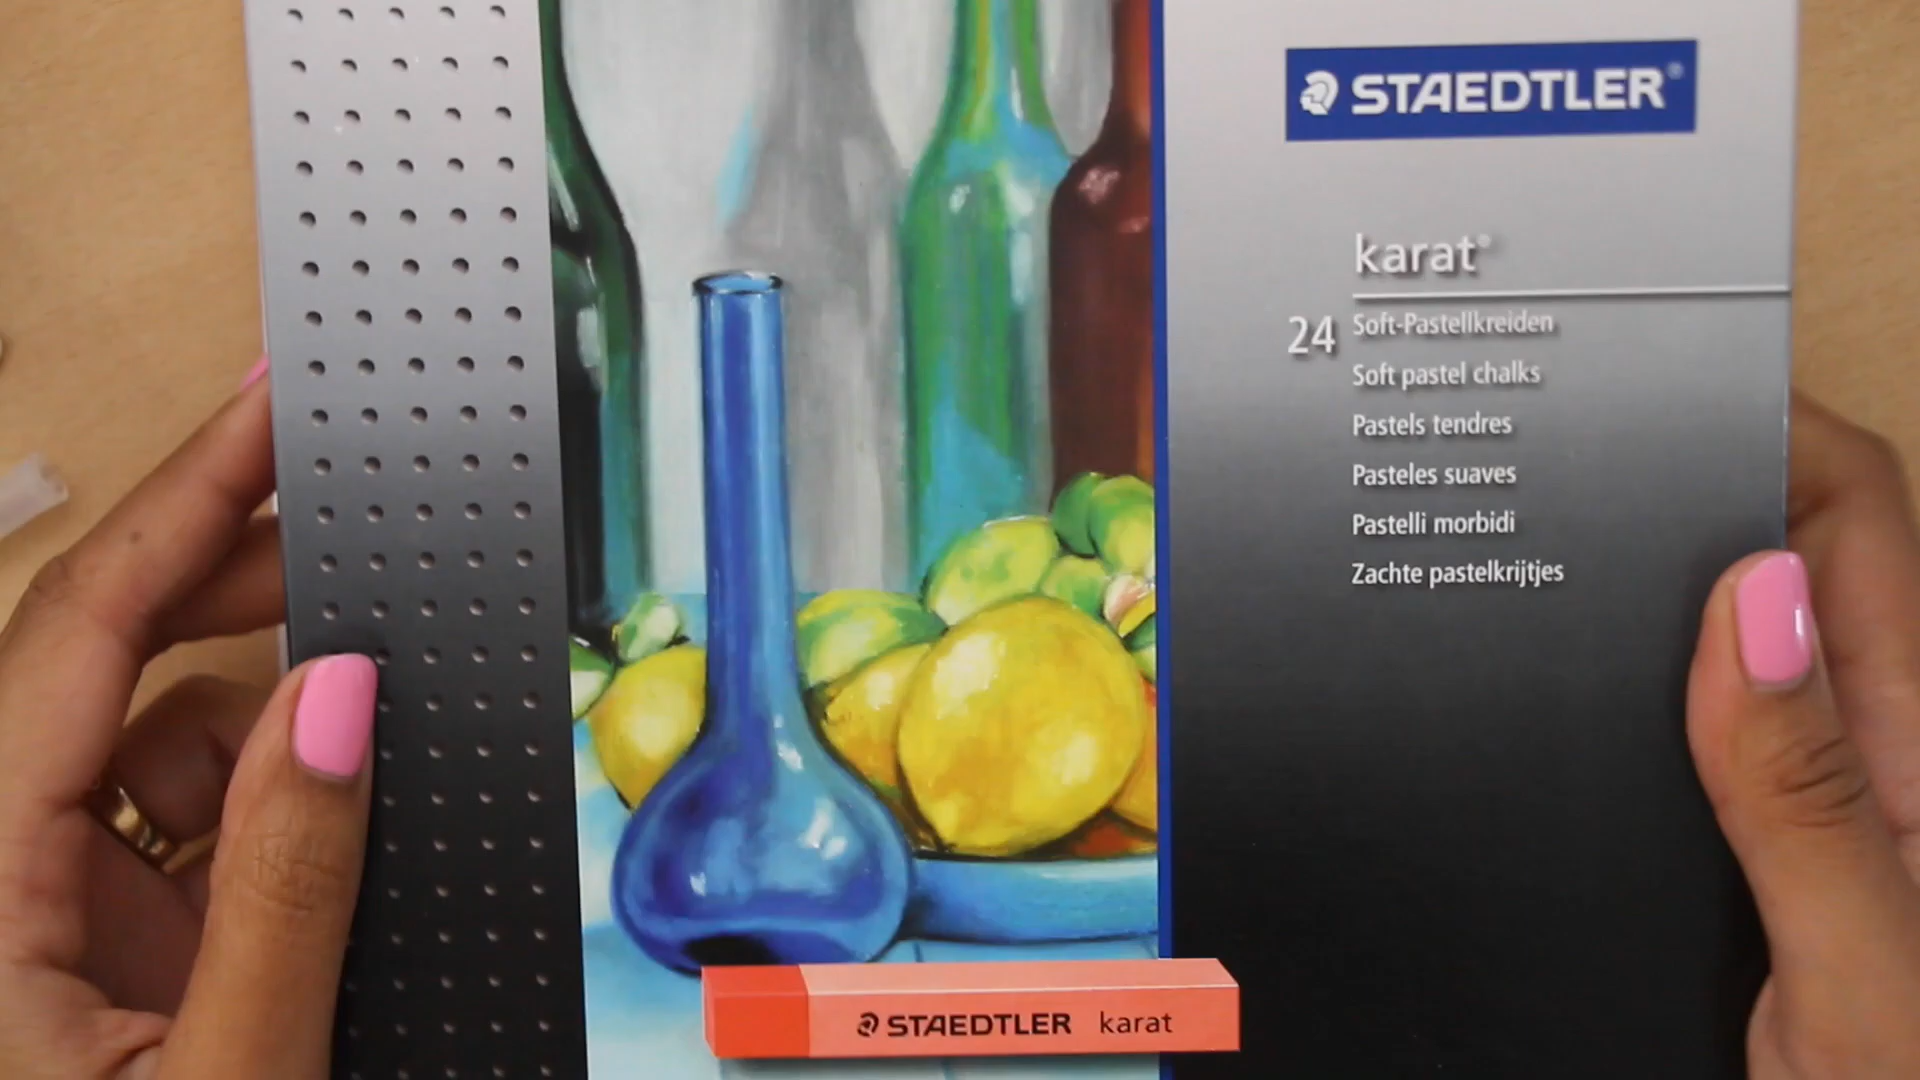 STAEDTLER®
karat®
24 Soft-Pastellkreiden
Soft pastel chalks
Pastels tendres
Pasteles suaves
Pastelli morbidi
Zachte pastelkrijtjes
STAEDTLER karat